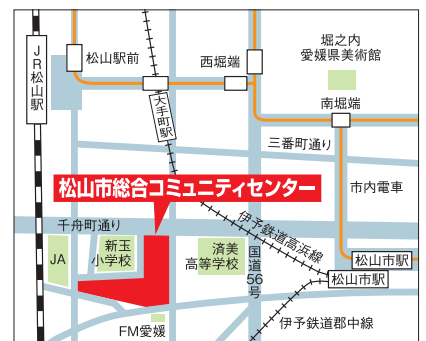 JR松山駅
松山駅前
西堀端
堀之内
愛媛県美術館
大手町駅
南堀端
三番町通り
松山市総合コミュニティセンター
市内電車
千舟町通り
伊予鉄道高浜線
JA
新玉
小学校
済美
高等学校
国道56号
松山市駅
松山市駅
FM愛媛
伊予鉄道郡中線